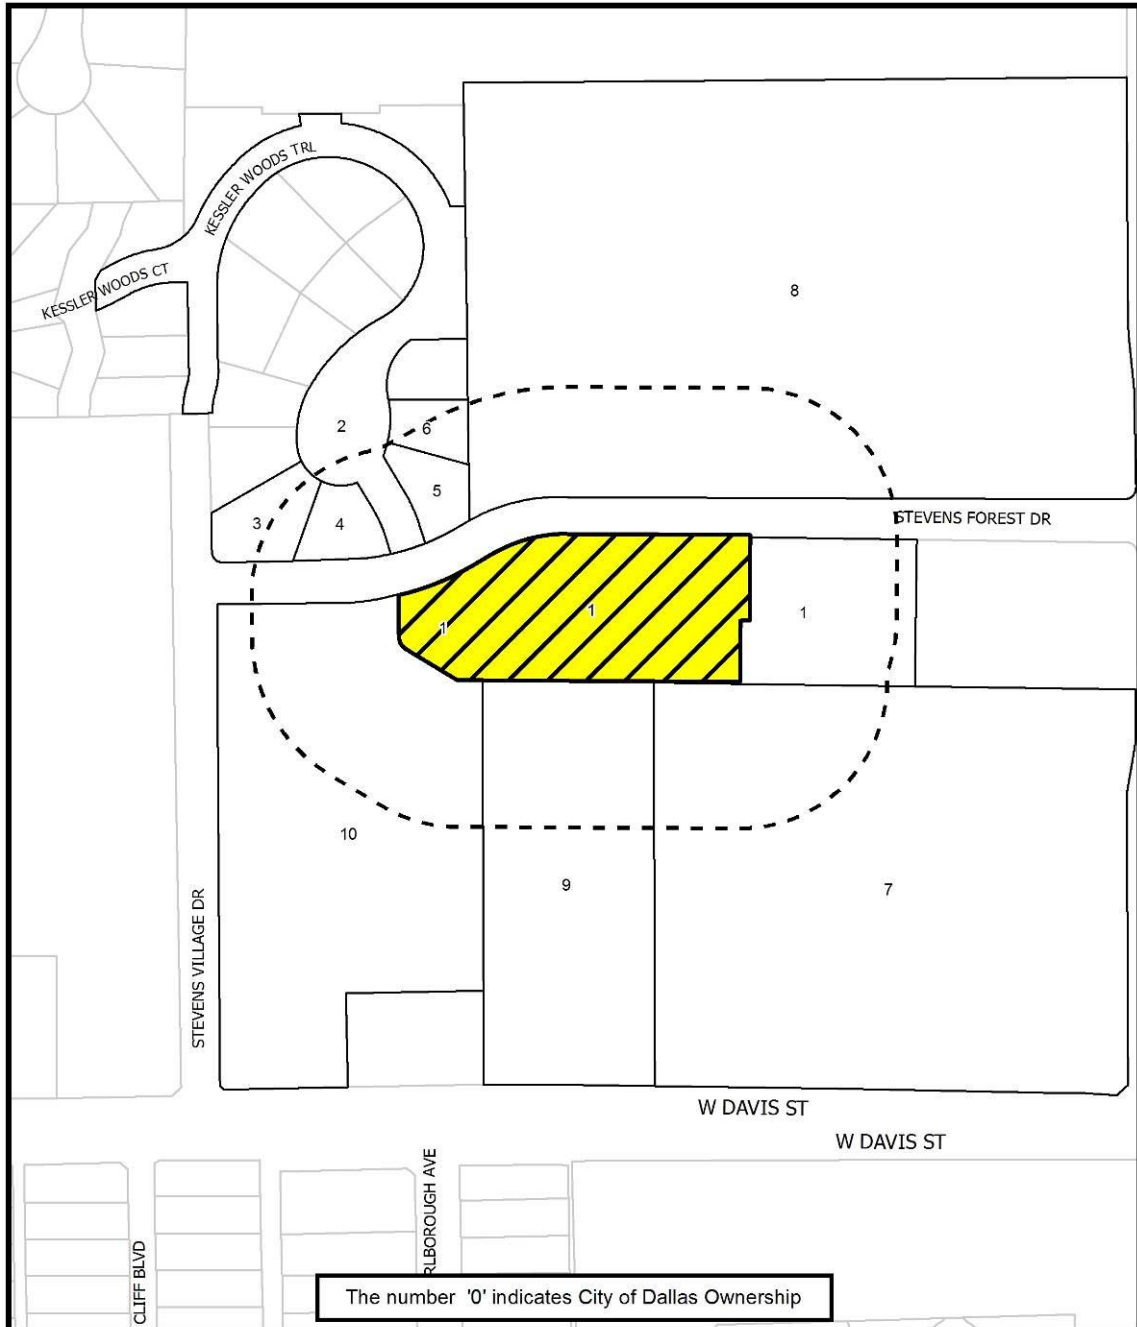 KESSLER WOODS TRL
KESSLER WOODS CT
8
2
6
5
3
4
STEVENS FOREST DR
1
1
1
10
9
7
STEVENS VILLAGE DR
W DAVIS ST
W DAVIS ST
RLBOROUGH AVE
CLIFF BLVD
The number '0' indicates City of Dallas Ownership